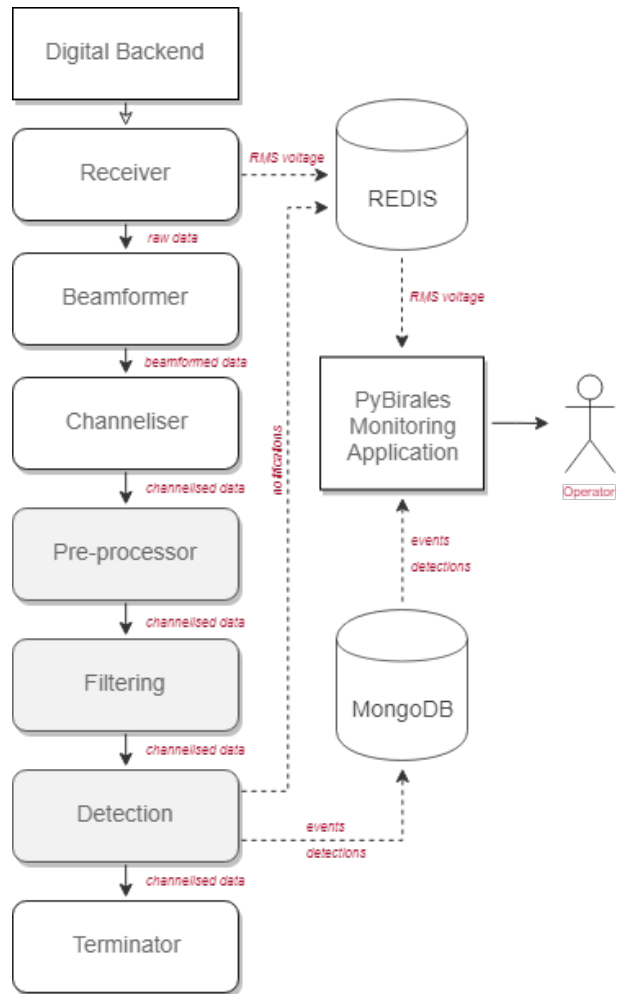 Digital Backend
Receiver
RMS voltage
REDIS
raw data
Beamformer
RMS voltage
beamformed data
PyBirales
Monitoring
Application
Channeliser
notifications
Operator
channelised data
Pre-processor
events
detections
channelised data
Filtering
MongoDB
channelised data
Detection
events
detections
channelised data
Terminator